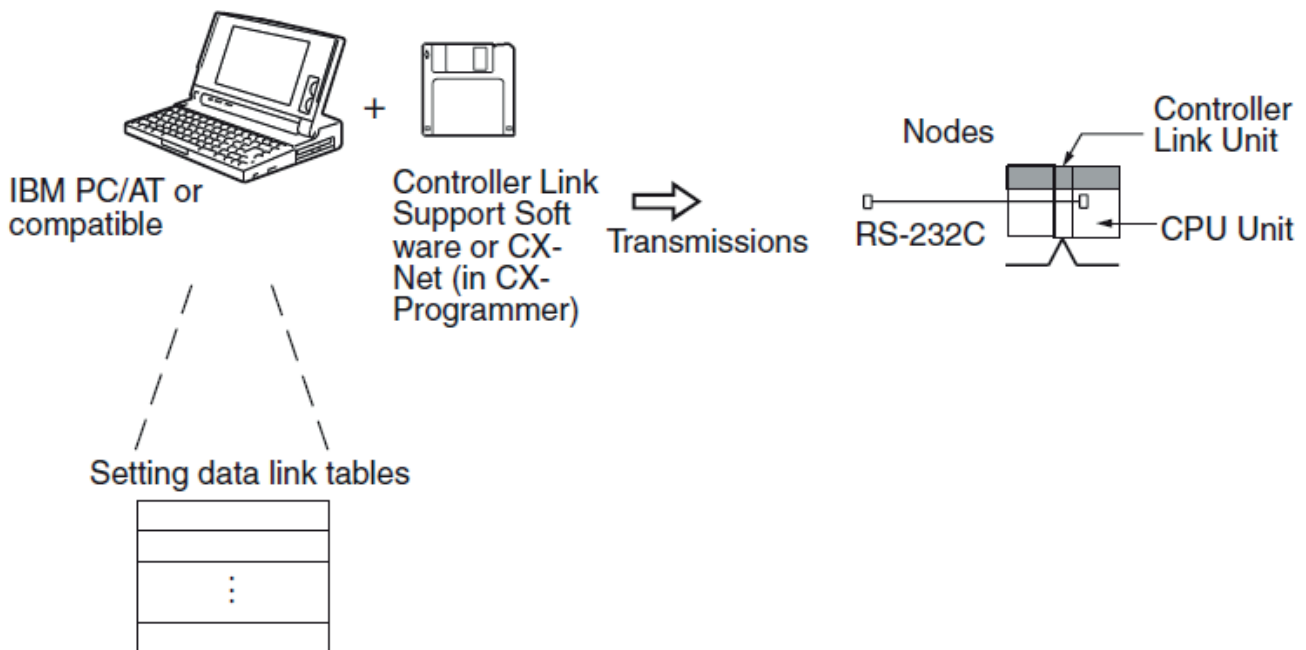 +
IBM PC/AT or
compatible
Controller Link
Support Soft
ware or CX-
Net (in CX-
Programmer)
Transmissions
Nodes
RS-232C
Controller
Link Unit
CPU Unit
Setting data link tables